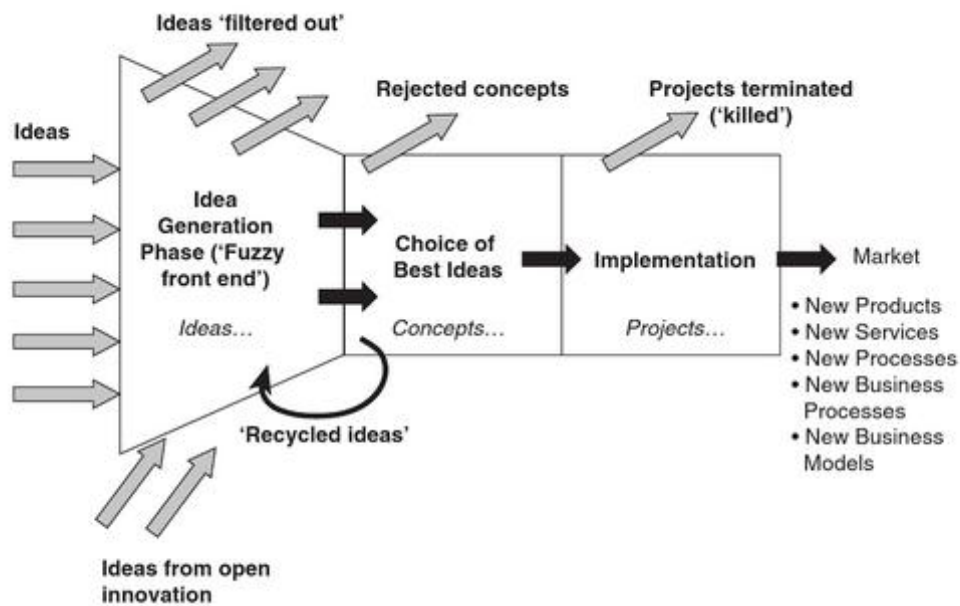 Ideas ‘filtered out’
Rejected concepts
Projects terminated
(‘killed’)
Ideas
Idea
Generation
Phase (‘Fuzzy
front end’)
Ideas…
Choice of
Best Ideas
Concepts…
Implementation
Projects…
Market
• New Products
• New Services
• New Processes
• New Business
Processes
• New Business
Models
‘Recycled ideas’
Ideas from open
innovation